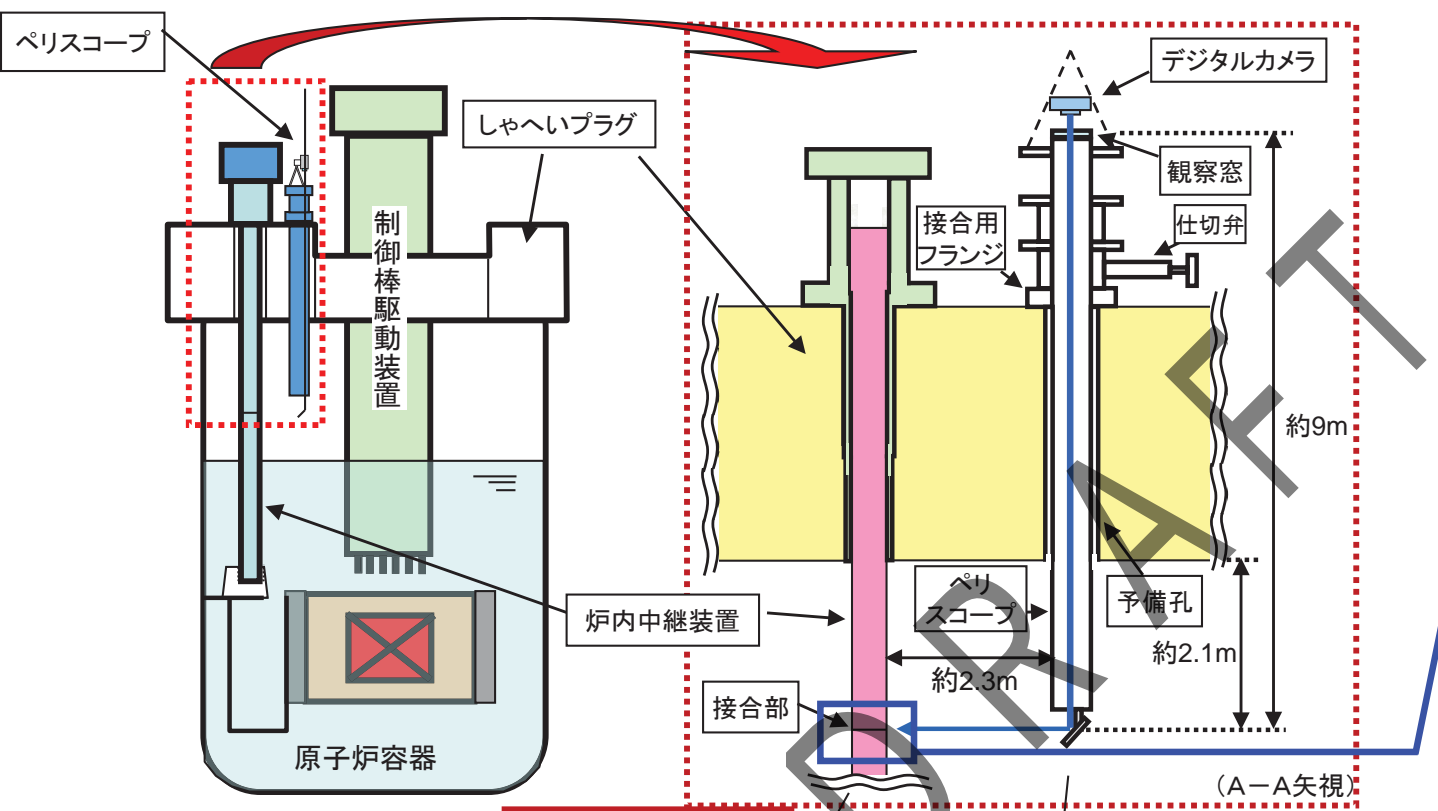 ペリスコープ
しゃへいプラグ
制御棒駆動装置
原子炉容器
炉内中継装置
デジタルカメラ
観察窓
接合用
フランジ
仕切弁
約9m
ペリ
スコープ
予備孔
約2.1m
約2.3m
接合部
(A-A矢視)
DRAFT